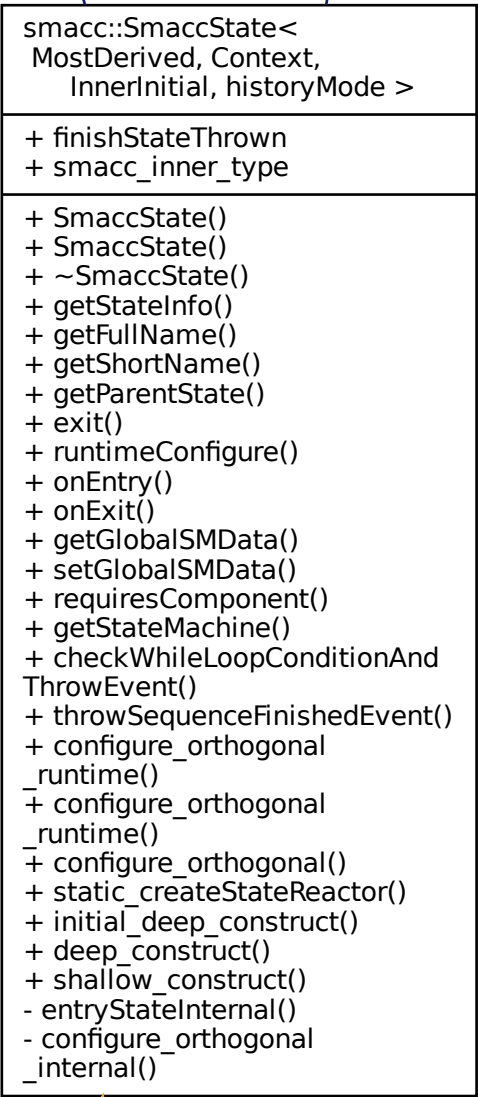 smacc::SmaccState<
MostDerived, Context,
InnerInitial, historyMode >
+ finishStateThrown
+ smacc_inner_type
+ SmaccState()
+ SmaccState()
+ ~SmaccState()
+ getStateInfo()
+ getFullName()
+ getShortName()
+ getParentState()
+ exit()
+ runtimeConfigure()
+ onEntry()
+ onExit()
+ getGlobalSMData()
+ setGlobalSMData()
+ requiresComponent()
+ getStateMachine()
+ checkWhileLoopConditionAnd
ThrowEvent()
+ throwSequenceFinishedEvent()
+ configure_orthogonal
_runtime()
+ configure_orthogonal
_runtime()
+ configure_orthogonal()
+ static_createStateReactor()
+ initial_deep_construct()
+ deep_construct()
+ shallow_construct()
- entryStateInternal()
- configure_orthogonal
_internal()